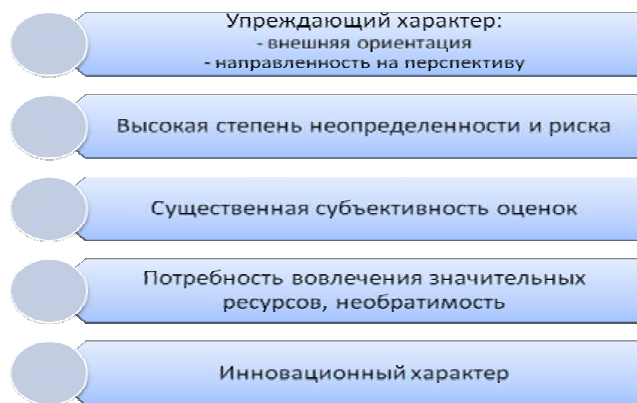 Упреждающий характер:
- внешняя ориентация
- направленность на перспективу
Высокая степень неопределенности и риска
Существенная субъективность оценок
Потребность вовлечения значительных
ресурсов, необратимость
Инновационный характер